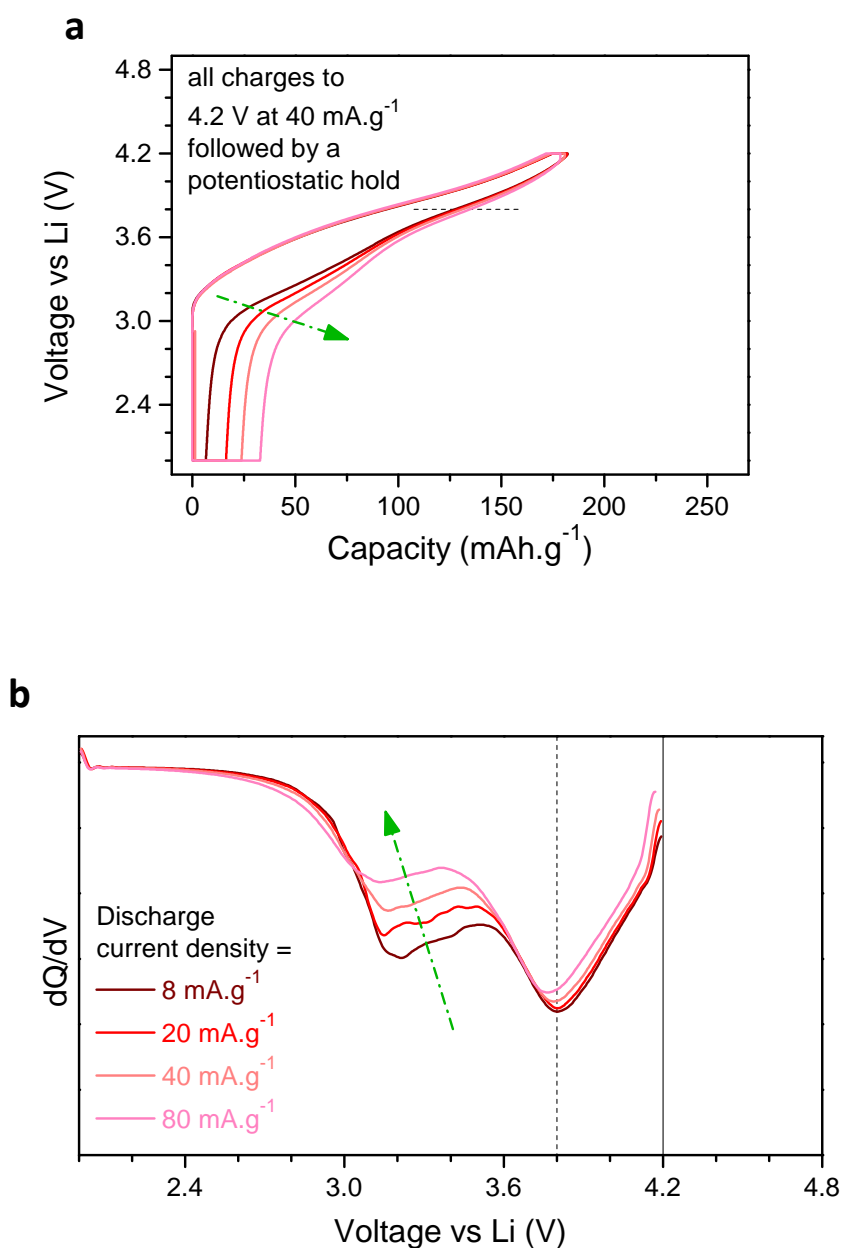 a
all charges to
4.2 V at 40 mA.g⁻¹
followed by a
potentiostatic hold
4.8
4.2
3.6
3.0
2.4
Voltage vs Li (V)
0 50 100 150 200 250
Capacity (mAh.g⁻¹)
b
dQ/dV
Discharge
current density =
8 mA.g⁻¹
20 mA.g⁻¹
40 mA.g⁻¹
80 mA.g⁻¹
2.4 3.0 3.6 4.2 4.8
Voltage vs Li (V)